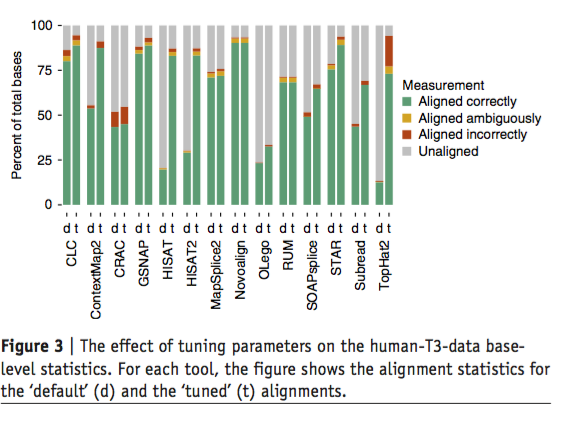 100
75
50
25
0
Percent of total bases
Measurement
Aligned correctly
Aligned ambiguously
Aligned incorrectly
Unaligned
d t d t d t d t d t d t d t d t d t d t d t d t d t d t
CLC
ContextMap2
CRAC
GSNAP
HISAT
HISAT2
MapSplice2
Novoalign
OLego
RUM
SOAPsplice
STAR
Subread
TopHat2
Figure 3 | The effect of tuning parameters on the human-T3-data base-
level statistics. For each tool, the figure shows the alignment statistics for
the ‘default’ (d) and the ‘tuned’ (t) alignments.